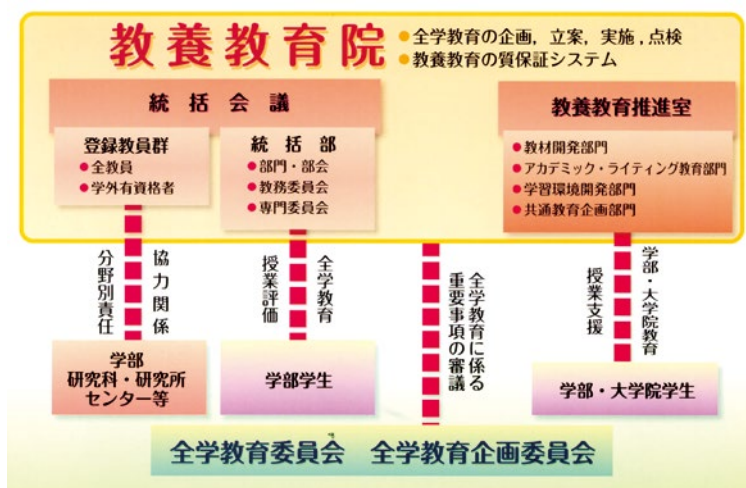 教養教育院
●全学教育の企画，立案，実施，点検
●教養教育の質保証システム
統括会議
登録教員群
●全教員
●学外有資格者
統括部
●部門・部会
●教務委員会
●専門委員会
教養教育推進室
●教材開発部門
●アカデミック・ライティング教育部門
●学習環境開発部門
●共通教育企画部門
分野別責任
協力関係
授業評価
全学教育
全学教育に係る
重要事項の審議
授業支援
学部・大学院教育
学部
研究科・研究所
センター等
学部学生
学部・大学院学生
全学教育委員会 全学教育企画委員会